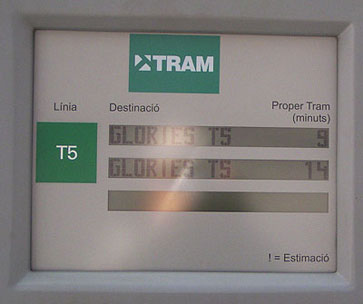 TRAM
Línia Destinació Proper Tram
(minuts)
T5
GLORIES T5 9
GLORIES T5 14
! = Estimació